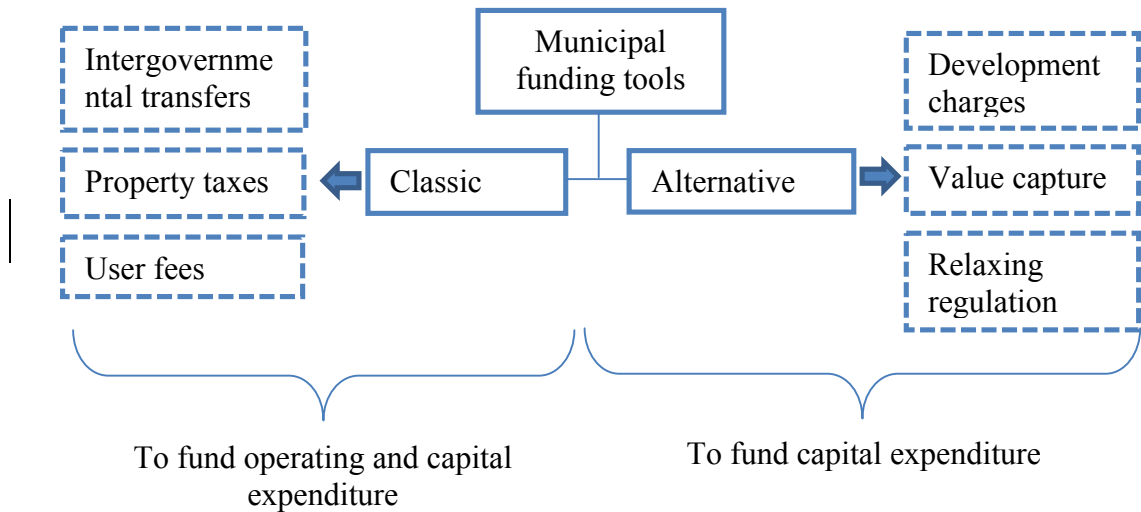 Municipal
funding tools
Intergovernme
ntal transfers
Property taxes
User fees
Classic
Alternative
Development
charges
Value capture
Relaxing
regulation
To fund operating and capital
expenditure
To fund capital expenditure